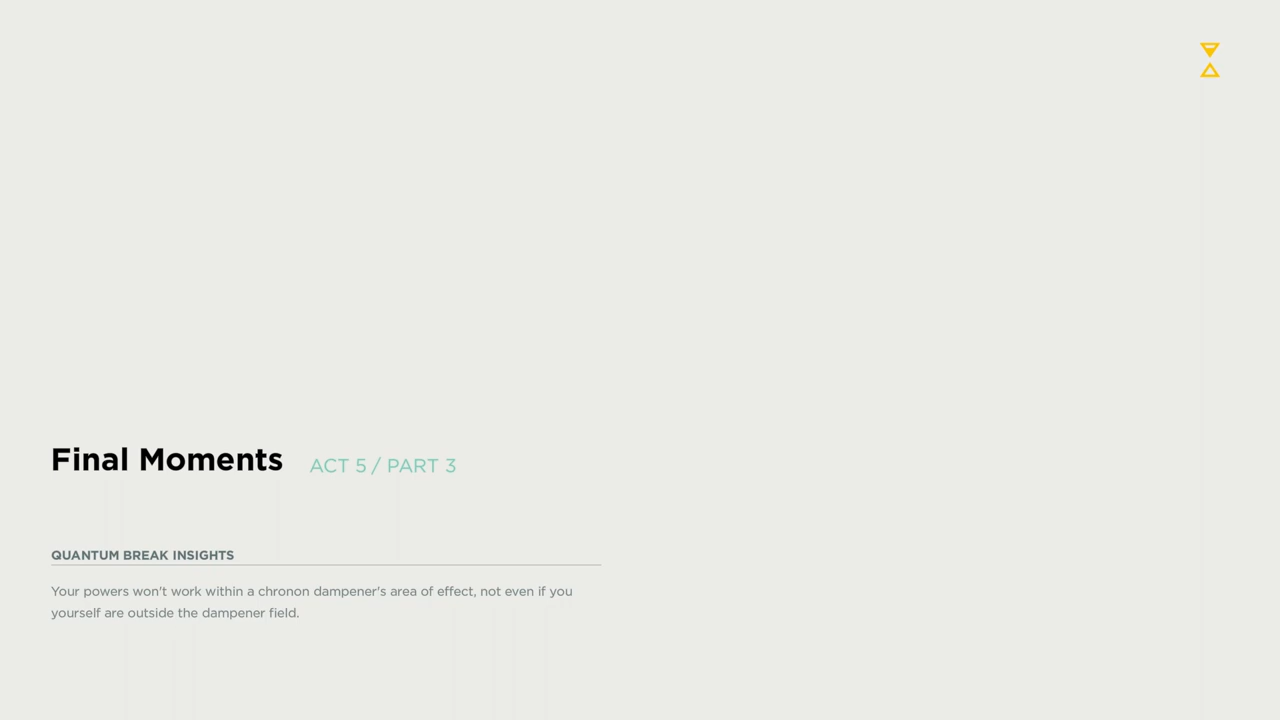 Final Moments ACT 5 / PART 3
QUANTUM BREAK INSIGHTS
Your powers won't work within a chronon dampener's area of effect, not even if you
yourself are outside the dampener field.